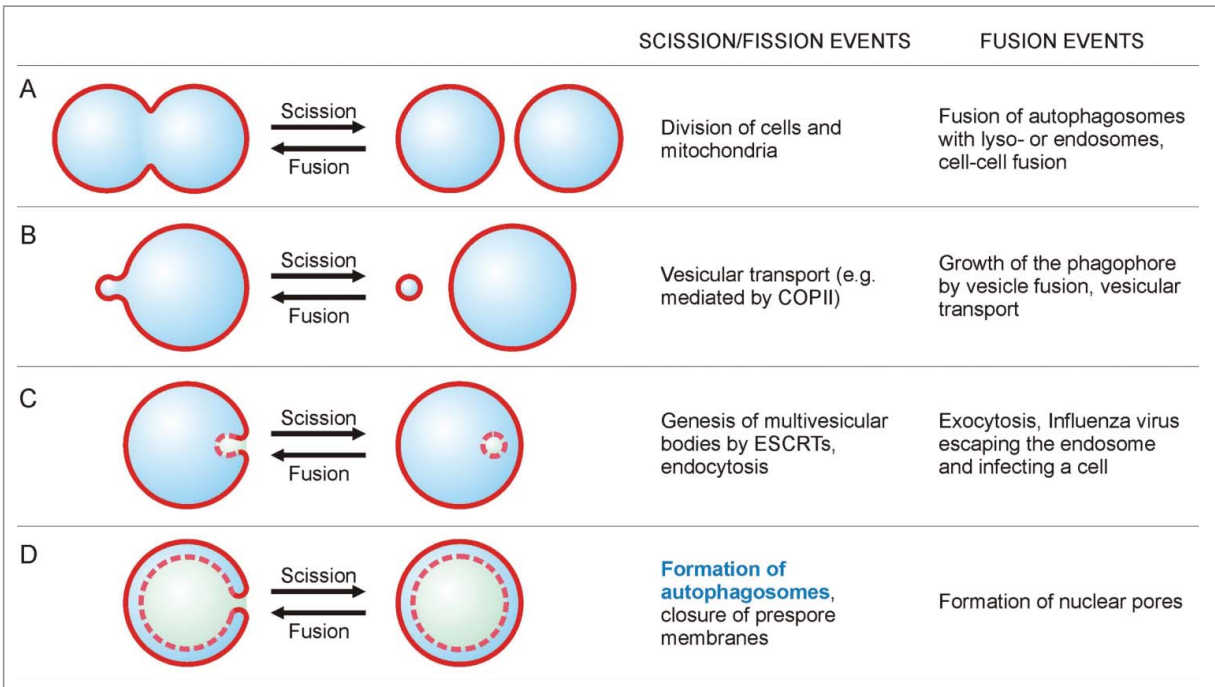 SCISSION/FISSION EVENTS
FUSION EVENTS
A
Scission
Fusion
Division of cells and
mitochondria
Fusion of autophagosomes
with lyso- or endosomes,
cell-cell fusion
B
Scission
Fusion
Vesicular transport (e.g.
mediated by COPII)
Growth of the phagophore
by vesicle fusion, vesicular
transport
C
Scission
Fusion
Genesis of multivesicular
bodies by ESCRTs,
endocytosis
Exocytosis, Influenza virus
escaping the endosome
and infecting a cell
D
Scission
Fusion
Formation of
autophagosomes,
closure of prespore
membranes
Formation of nuclear pores